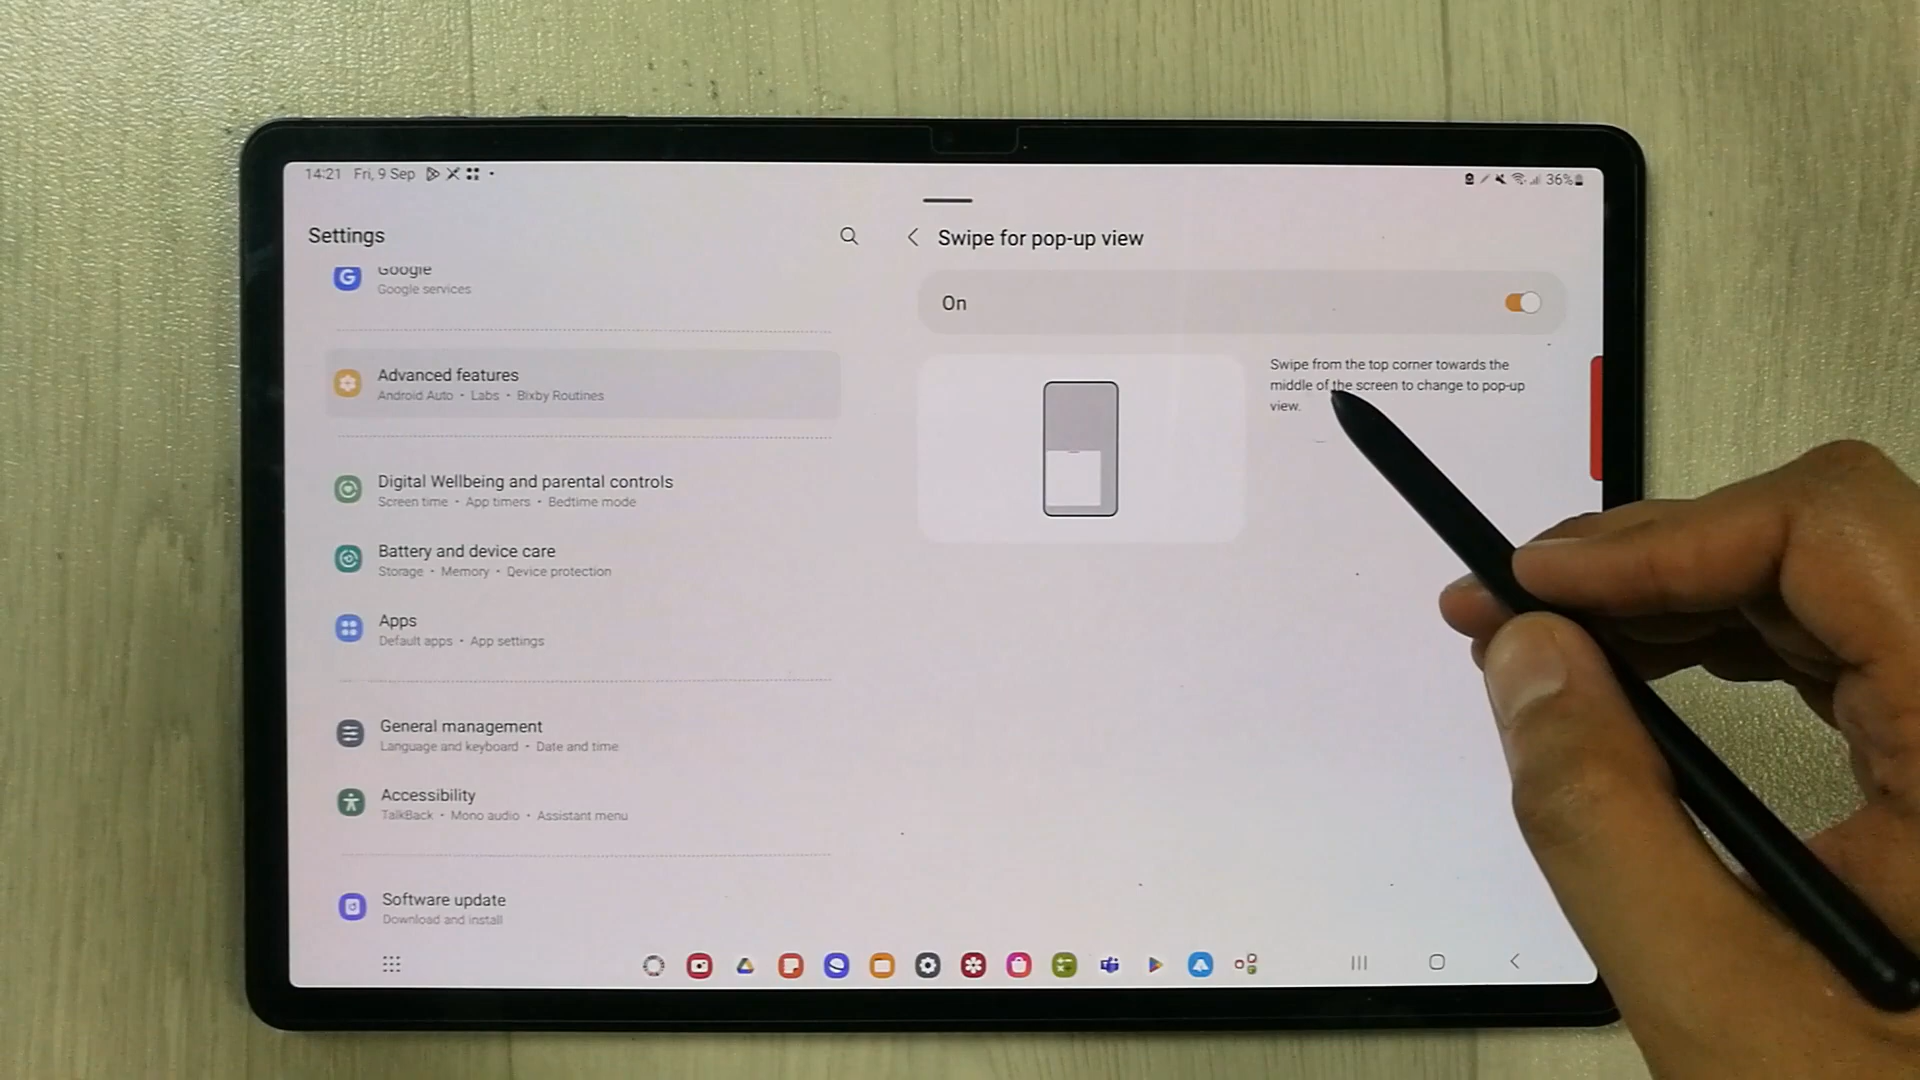 14:21 Fri, 9 Sep
36%
Settings
Google
Google services
Advanced features
Android Auto • Labs • Bixby Routines
Digital Wellbeing and parental controls
Screen time • App timers • Bedtime mode
Battery and device care
Storage • Memory • Device protection
Apps
Default apps • App settings
General management
Language and keyboard • Date and time
Accessibility
TalkBack • Mono audio • Assistant menu
Software update
Download and install
Swipe for pop-up view
On
Swipe from the top corner towards the
middle of the screen to change to pop-up
view.